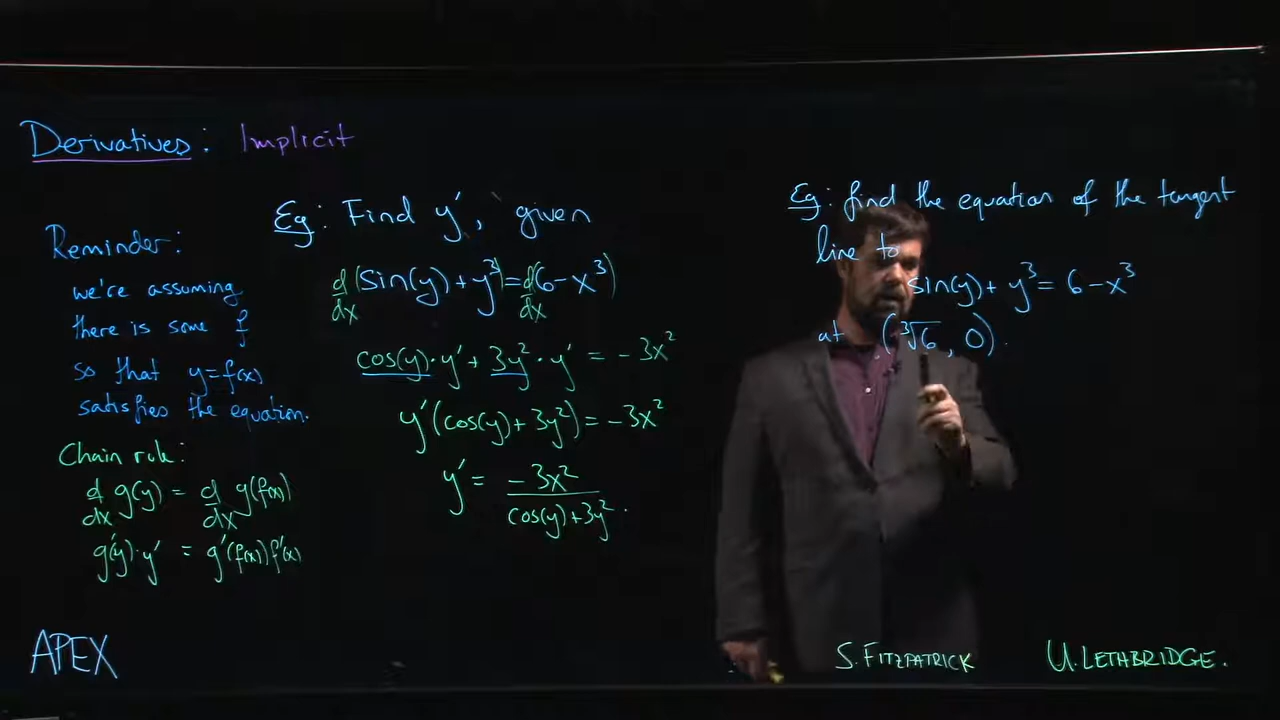 Derivatives: Implicit
Reminder:
we're assuming
there is some f
so that y=f(x)
satisfies the equation.
Chain rule:
d/dx g(y) = d/dx g(f(x))
g'(y)·y' = g'(f(x))f'(x)
Eg: Find y', given
d/dx(sin(y)+y³)=d/dx(6-x³)
cos(y)·y'+3y²·y' = -3x²
y'(cos(y)+3y²)=-3x²
y' = -3x²/cos(y)+3y².
Eg: find the equation of the tangent
line to
sin(y)+y³=6-x³
at (³√6, 0).
APEX
S. FITZPATRICK
U. LETHBRIDGE.